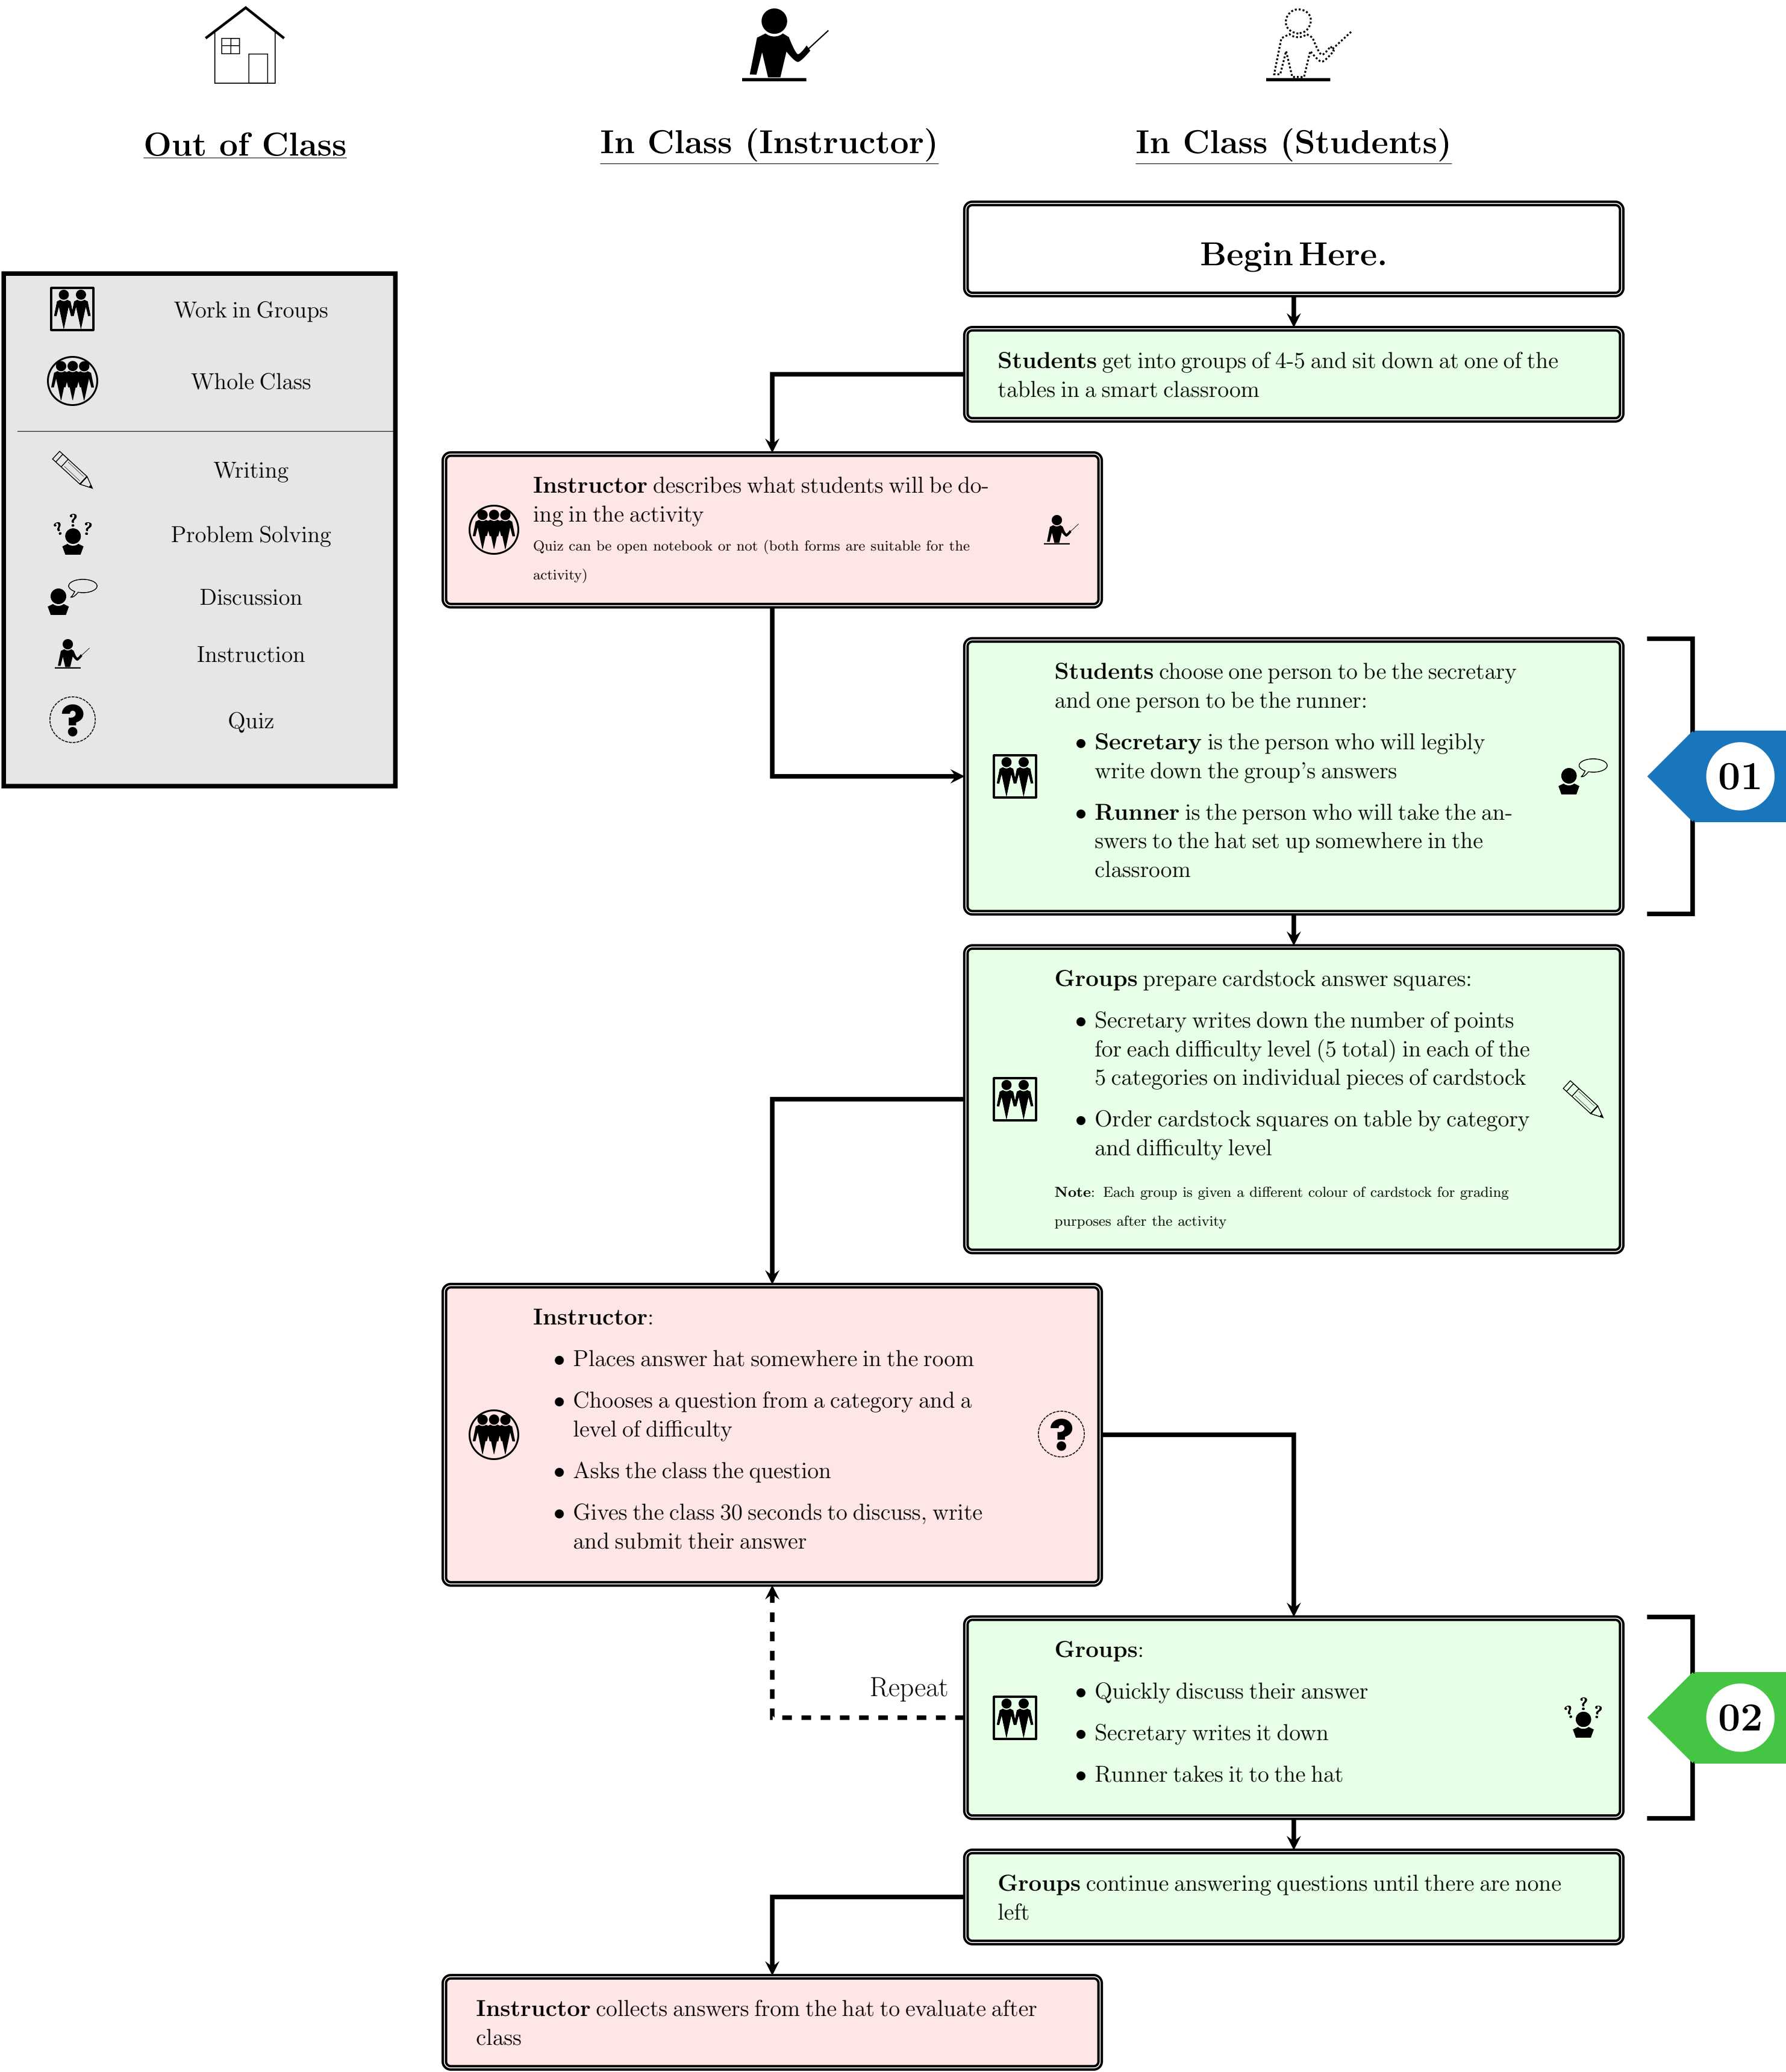 Out of Class
In Class (Instructor)
In Class (Students)
Begin Here.
Work in Groups
Whole Class
Writing
Problem Solving
Discussion
Instruction
Quiz
Students get into groups of 4-5 and sit down at one of the
tables in a smart classroom
Instructor describes what students will be do-
ing in the activity
Quiz can be open notebook or not (both forms are suitable for the
activity)
Students choose one person to be the secretary
and one person to be the runner:
• Secretary is the person who will legibly
write down the group's answers
• Runner is the person who will take the an-
swers to the hat set up somewhere in the
classroom
01
Groups prepare cardstock answer squares:
• Secretary writes down the number of points
for each difficulty level (5 total) in each of the
5 categories on individual pieces of cardstock
• Order cardstock squares on table by category
and difficulty level
Note: Each group is given a different colour of cardstock for grading
purposes after the activity
Instructor:
• Places answer hat somewhere in the room
• Chooses a question from a category and a
level of difficulty
• Asks the class the question
• Gives the class 30 seconds to discuss, write
and submit their answer
Repeat
Groups:
• Quickly discuss their answer
• Secretary writes it down
• Runner takes it to the hat
02
Groups continue answering questions until there are none
left
Instructor collects answers from the hat to evaluate after
class